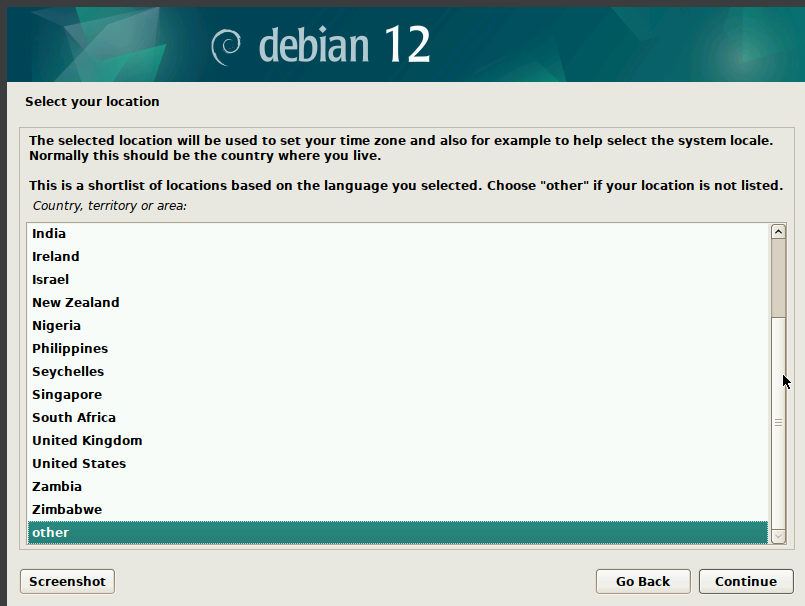 debian 12
Select your location
The selected location will be used to set your time zone and also for example to help select the system locale.
Normally this should be the country where you live.
This is a shortlist of locations based on the language you selected. Choose "other" if your location is not listed.
Country, territory or area:
India
Ireland
Israel
New Zealand
Nigeria
Philippines
Seychelles
Singapore
South Africa
United Kingdom
United States
Zambia
Zimbabwe
other
Screenshot
Go Back
Continue